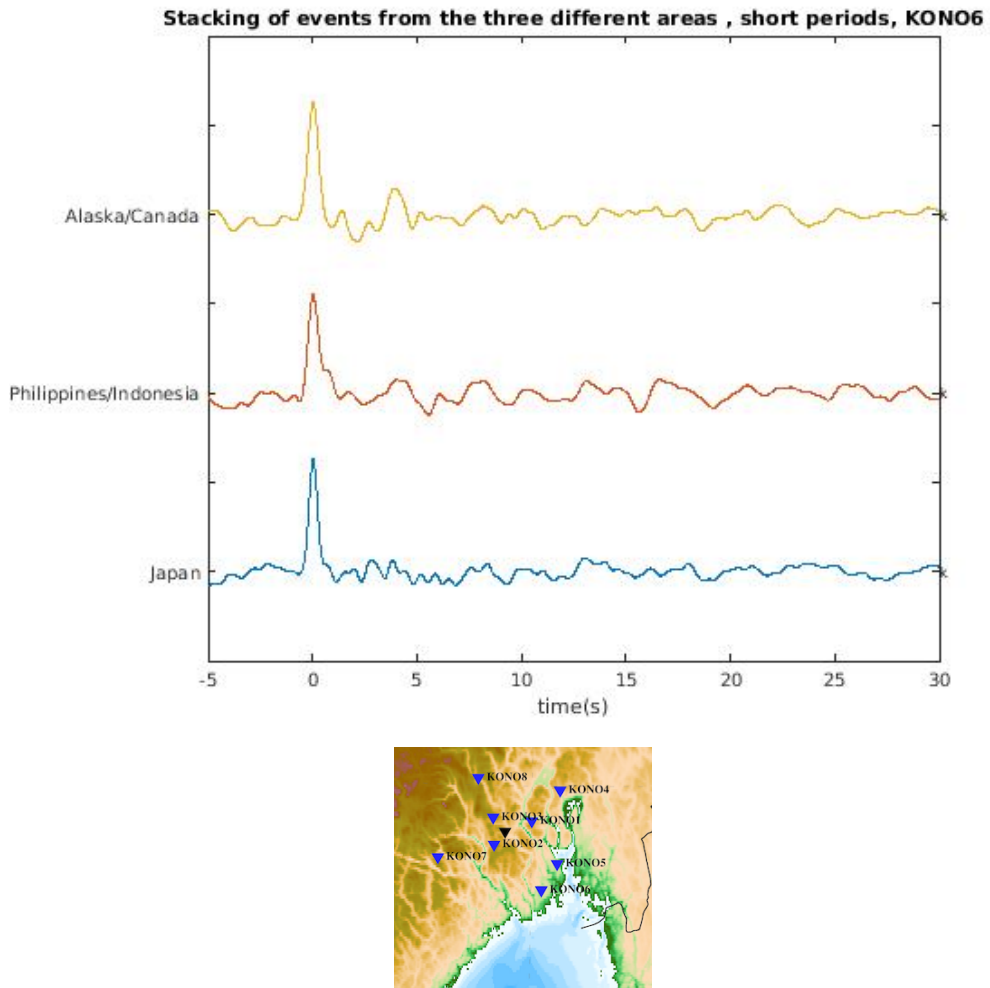 Stacking of events from the three different areas , short periods, KONO6
Alaska/Canada
Philippines/Indonesia
Japan
-5 0 5 10 15 20 25 30
time(s)
KONO8
KONO4
KONO3 KONO1
KONO2
KONO7
KONO5
KONO6